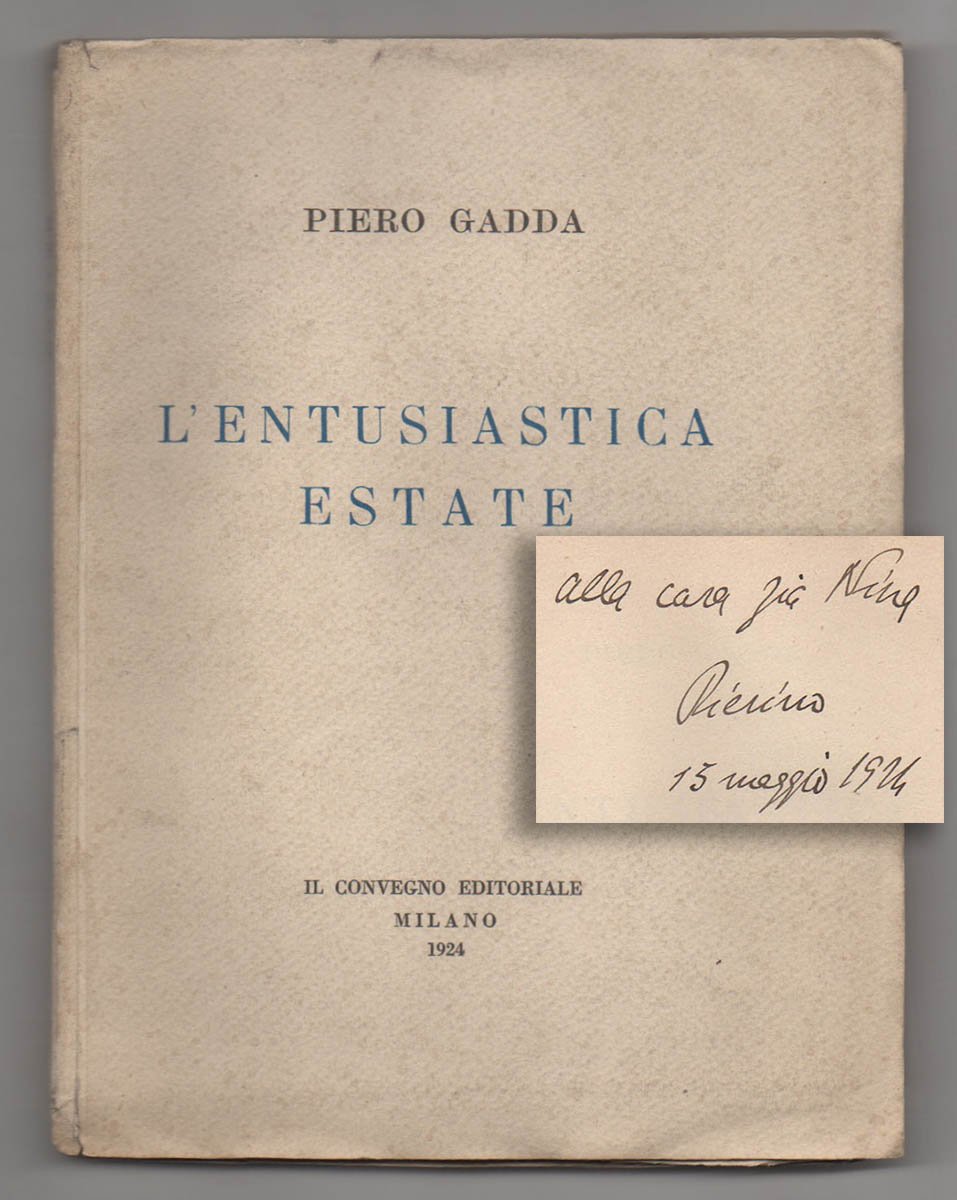 PIERO GADDA
L'ENTUSIASTICA
ESTATE
alla cara zia Nina
Pierino
15 maggio 1924
IL CONVEGNO EDITORIALE
MILANO
1924